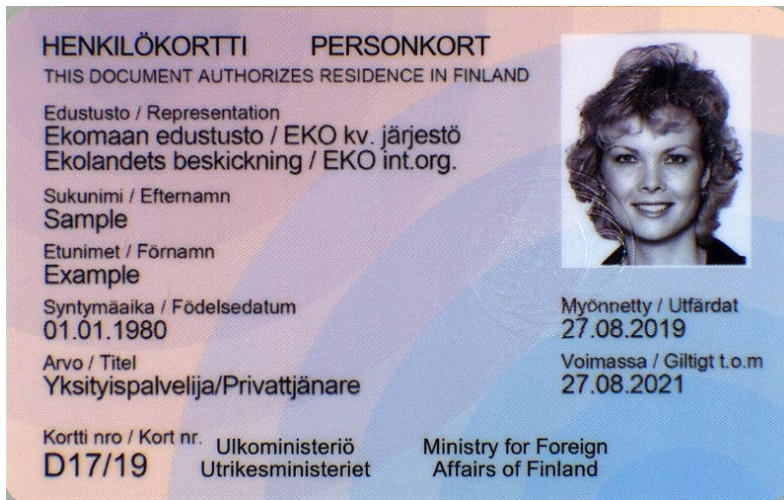 HENKILÖKORTTI PERSONKORT
THIS DOCUMENT AUTHORIZES RESIDENCE IN FINLAND
Edustusto / Representation
Ekomaan edustusto / EKO kv. järjestö
Ekolandets beskickning / EKO int.org.
Sukunimi / Efternamn
Sample
Etunimet / Förnamn
Example
Syntymäaika / Födelsedatum
01.01.1980
Arvo / Titel
Yksityispalvelija/Privattjänare
Myönnetty / Utfärdat
27.08.2019
Voimassa / Giltigt t.o.m
27.08.2021
Kortti nro / Kort nr.
D17/19
Ulkoministeriö
Utrikesministeriet
Ministry for Foreign
Affairs of Finland